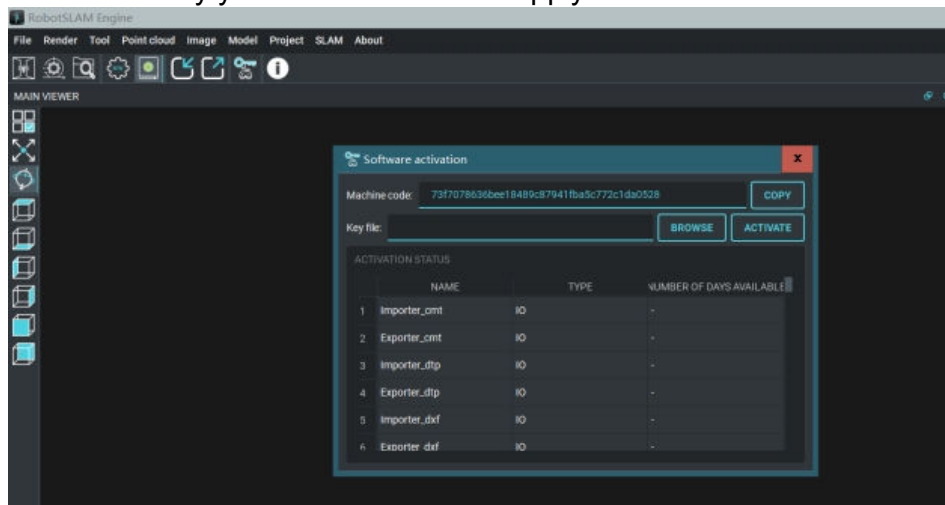 RobotSLAM Engine
File Render Tool Point cloud Image Model Project SLAM About
MAIN VIEWER
Software activation
x
Machine code: 73f7078636bee18489c87941fba5c772c1da0528 COPY
Key file: BROWSE ACTIVATE
ACTIVATION STATUS
NAME TYPE NUMBER OF DAYS AVAILABLE
1 Importer_cmt IO -
2 Exporter_cmt IO -
3 Importer_dtp IO -
4 Exporter_dtp IO -
5 Importer_dxf IO -
6 Exporter_dxf IO -